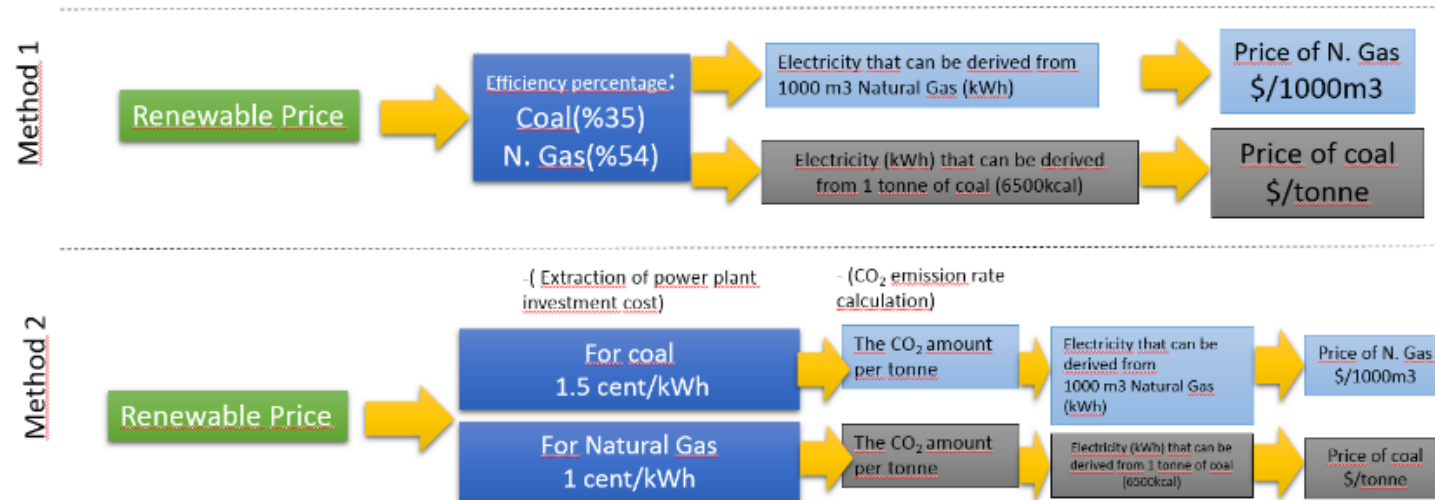 Method 1
Renewable Price
Efficiency percentage:
Coal(%35)
N. Gas(%54)
Electricity that can be derived from
1000 m3 Natural Gas (kWh)
Price of N. Gas
$/1000m3
Electricity (kWh) that can be derived
from 1 tonne of coal (6500kcal)
Price of coal
$/tonne
Method 2
-( Extraction of power plant
investment cost)
- (CO₂ emission rate
calculation)
Renewable Price
For coal
1.5 cent/kWh
The CO₂ amount
per tonne
Electricity that can be
derived from
1000 m3 Natural Gas
(kWh)
Price of N. Gas
$/1000m3
For Natural Gas
1 cent/kWh
The CO₂ amount
per tonne
Electricity (kWh) that can be
derived from 1 tonne of coal
(6500kcal)
Price of coal
$/tonne